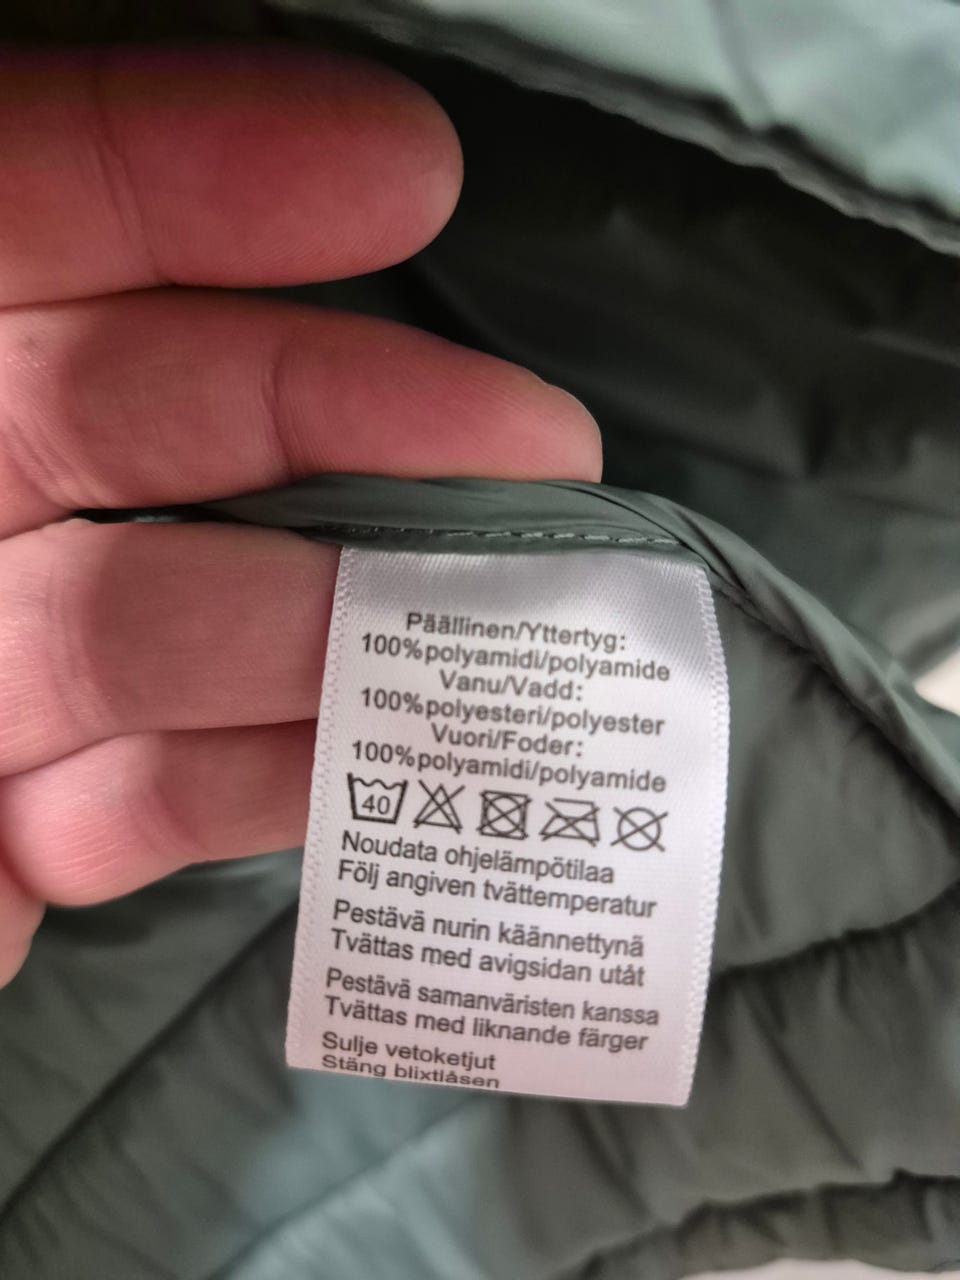 Päällinen/Yttertyg:
100%polyamidi/polyamide
Vanu/Vadd:
100%polyesteri/polyester
Vuori/Foder:
100%polyamidi/polyamide
40
Noudata ohjelämpötilaa
Följ angiven tvättemperatur
Pestävä nurin käännettynä
Tvättas med avigsidan utåt
Pestävä samanväristen kanssa
Tvättas med liknande färger
Sulje vetoketjut
Stäng blixtlåsen